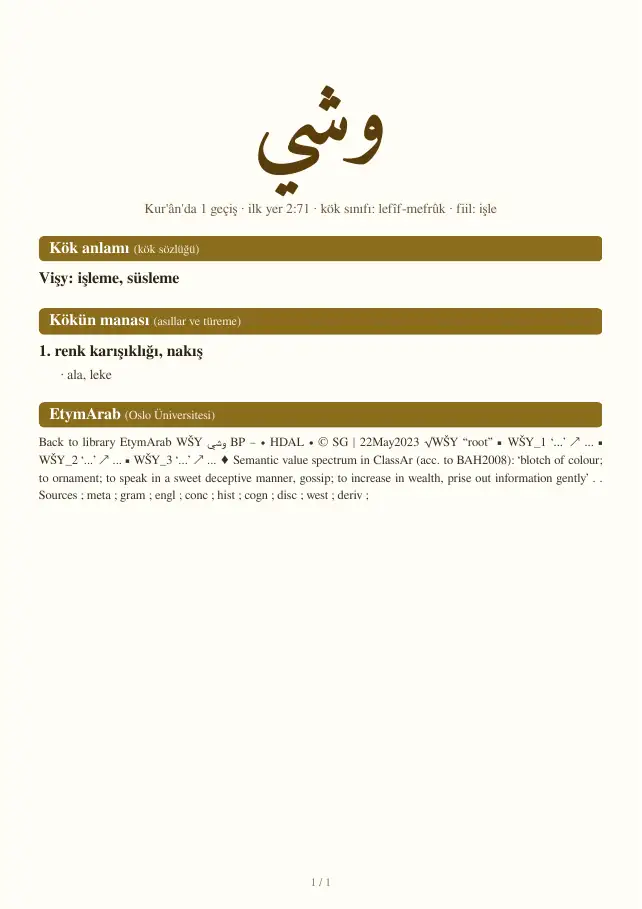 وشي
Kur'ân'da 1 geçiş · ilk yer 2:71 · kök sınıfı: lefîf-mefrûk · fiil: işle
Kök anlamı (kök sözlüğü)
Vişy: işleme, süsleme
Kökün manası (asıllar ve türeme)
1. renk karışıklığı, nakış
· ala, leke
EtymArab (Oslo Üniversitesi)
Back to library EtymArab WŠY وشي BP – • HDAL • © SG | 22May2023 √WŠY “root” ▪ WŠY_1 ‘...’ ↗ ... ▪
WŠY_2 ‘...’ ↗ ... ▪ WŠY_3 ‘...’ ↗ ... ♦ Semantic value spectrum in ClassAr (acc. to BAH2008): ‘blotch of colour;
to ornament; to speak in a sweet deceptive manner, gossip; to increase in wealth, prise out information gently’ . .
Sources ; meta ; gram ; engl ; conc ; hist ; cogn ; disc ; west ; deriv ;
1 / 1